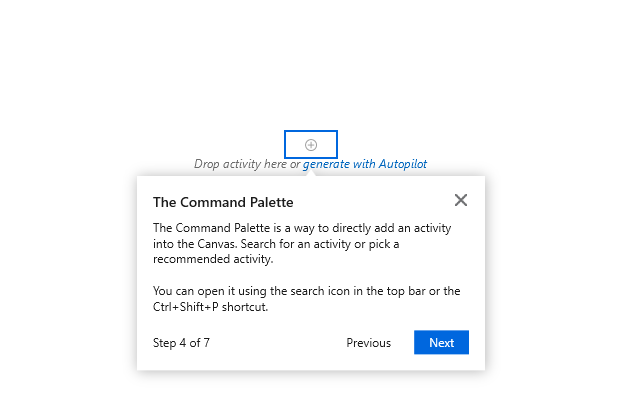 Drop activity here or generate with Autopilot
The Command Palette
The Command Palette is a way to directly add an activity
into the Canvas. Search for an activity or pick a
recommended activity.
You can open it using the search icon in the top bar or the
Ctrl+Shift+P shortcut.
Step 4 of 7
Previous
Next